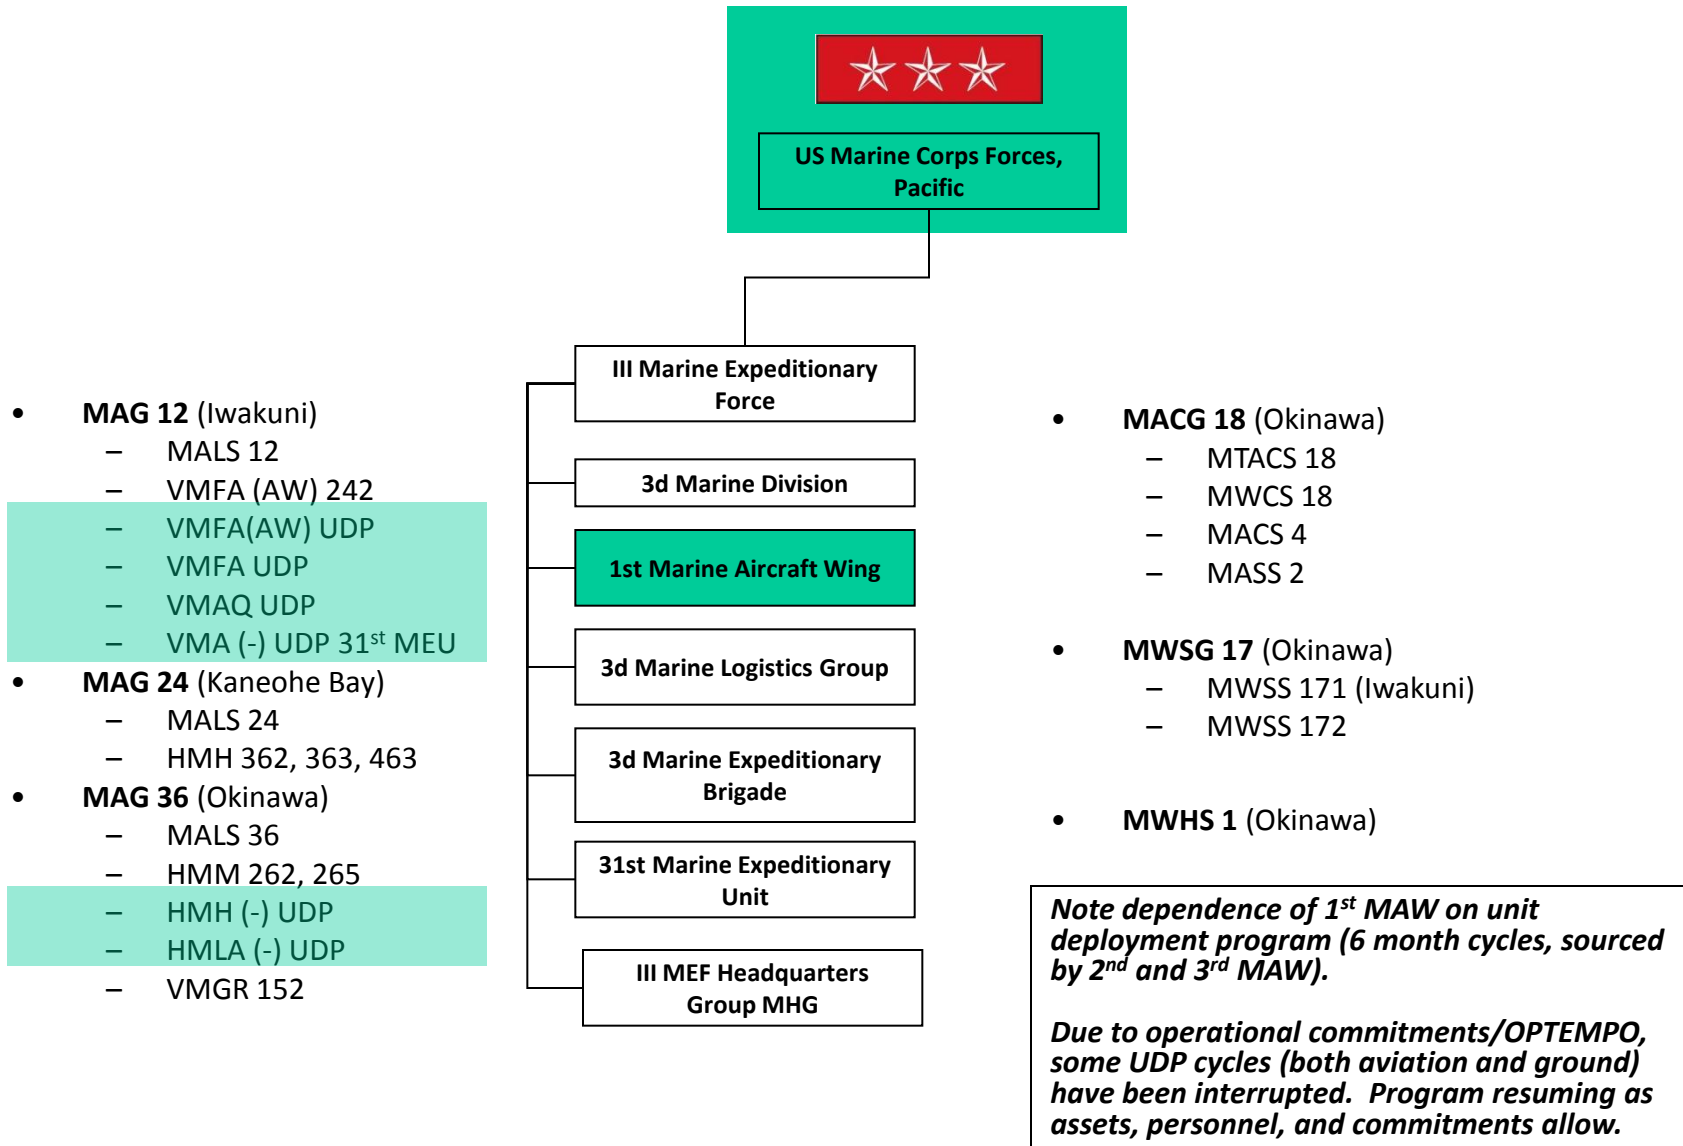 US Marine Corps Forces,
Pacific
III Marine Expeditionary
Force
3d Marine Division
1st Marine Aircraft Wing
3d Marine Logistics Group
3d Marine Expeditionary
Brigade
31st Marine Expeditionary
Unit
III MEF Headquarters
Group MHG
• MAG 12 (Iwakuni)
– MALS 12
– VMFA (AW) 242
– VMFA(AW) UDP
– VMFA UDP
– VMAQ UDP
– VMA (-) UDP 31st MEU
• MAG 24 (Kaneohe Bay)
– MALS 24
– HMH 362, 363, 463
• MAG 36 (Okinawa)
– MALS 36
– HMM 262, 265
– HMH (-) UDP
– HMLA (-) UDP
– VMGR 152
• MACG 18 (Okinawa)
– MTACS 18
– MWCS 18
– MACS 4
– MASS 2
• MWSG 17 (Okinawa)
– MWSS 171 (Iwakuni)
– MWSS 172
• MWHS 1 (Okinawa)
Note dependence of 1st MAW on unit
deployment program (6 month cycles, sourced
by 2nd and 3rd MAW).
Due to operational commitments/OPTEMPO,
some UDP cycles (both aviation and ground)
have been interrupted. Program resuming as
assets, personnel, and commitments allow.